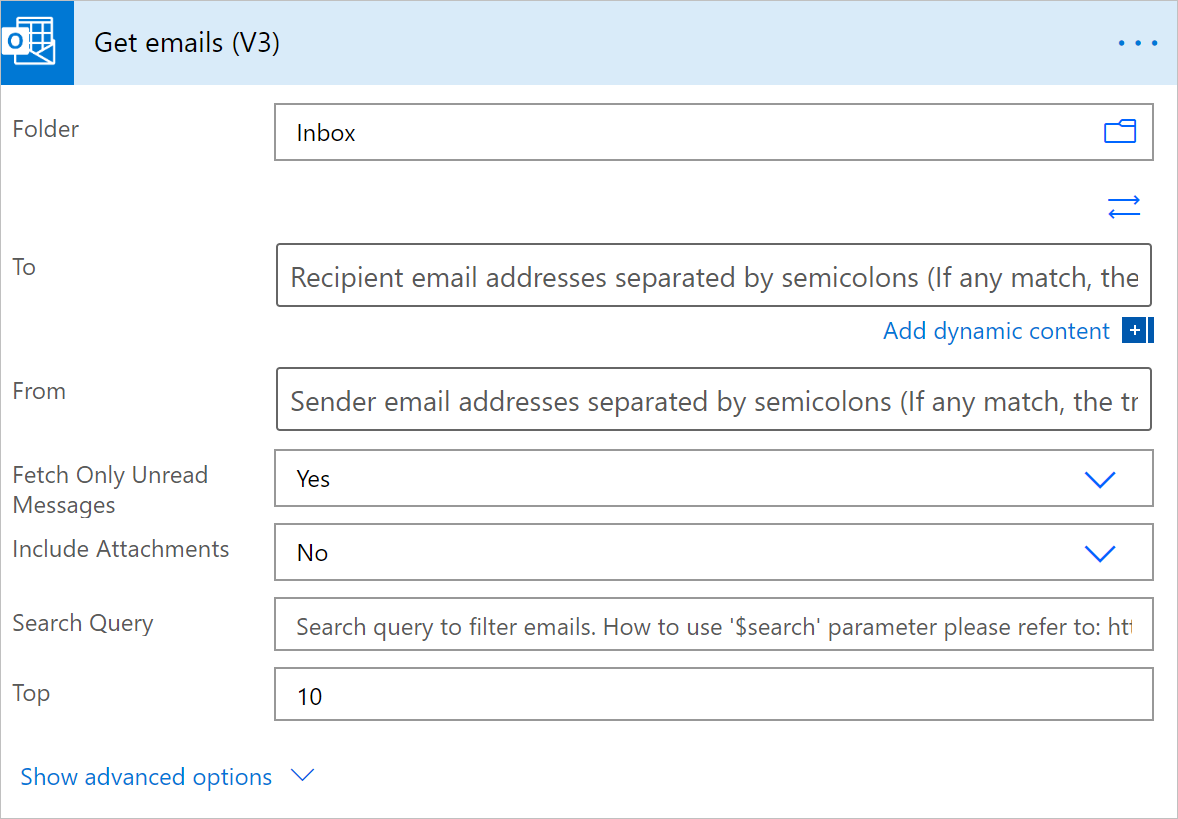 Get emails (V3)
Folder
Inbox
To
Recipient email addresses separated by semicolons (If any match, the
Add dynamic content
From
Sender email addresses separated by semicolons (If any match, the tr
Fetch Only Unread
Messages
Yes
Include Attachments
No
Search Query
Search query to filter emails. How to use '$search' parameter please refer to: htt
Top
10
Show advanced options